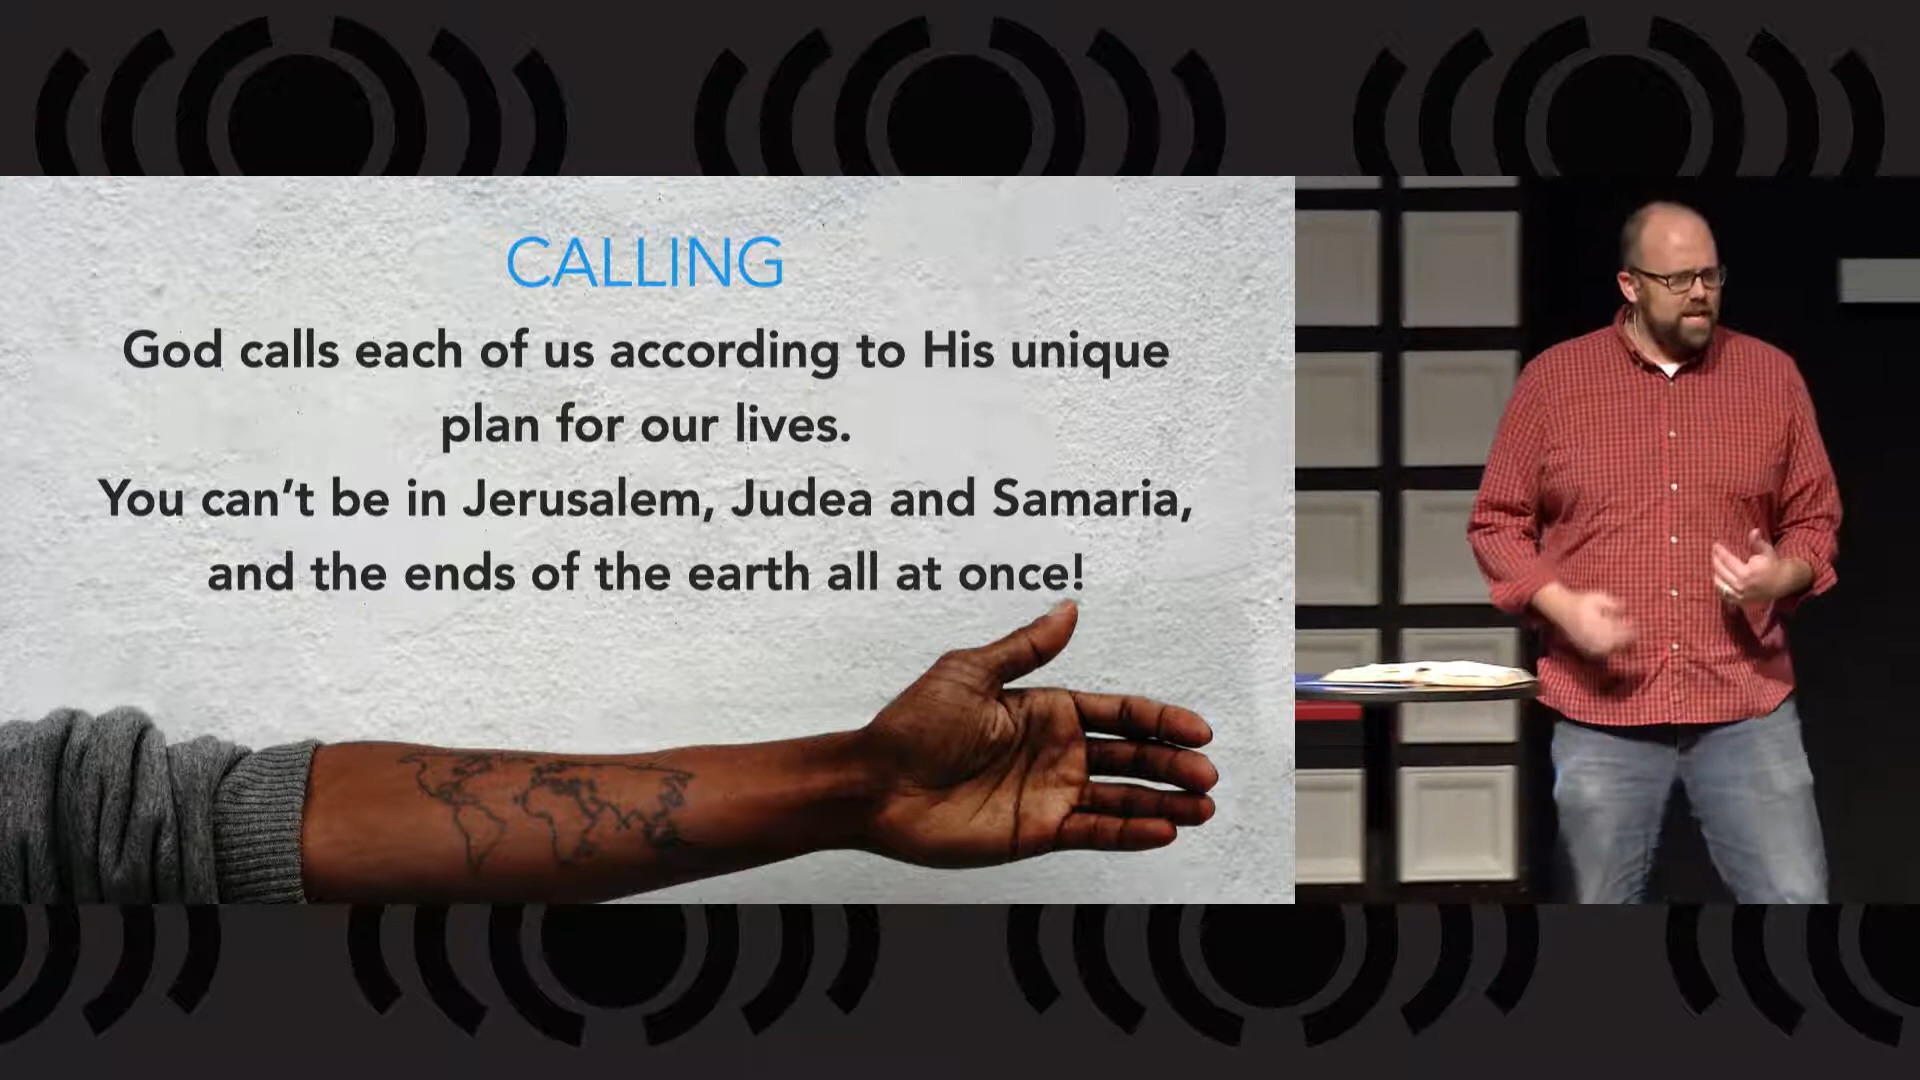 CALLING
God calls each of us according to His unique
plan for our lives.
You can’t be in Jerusalem, Judea and Samaria,
and the ends of the earth all at once!